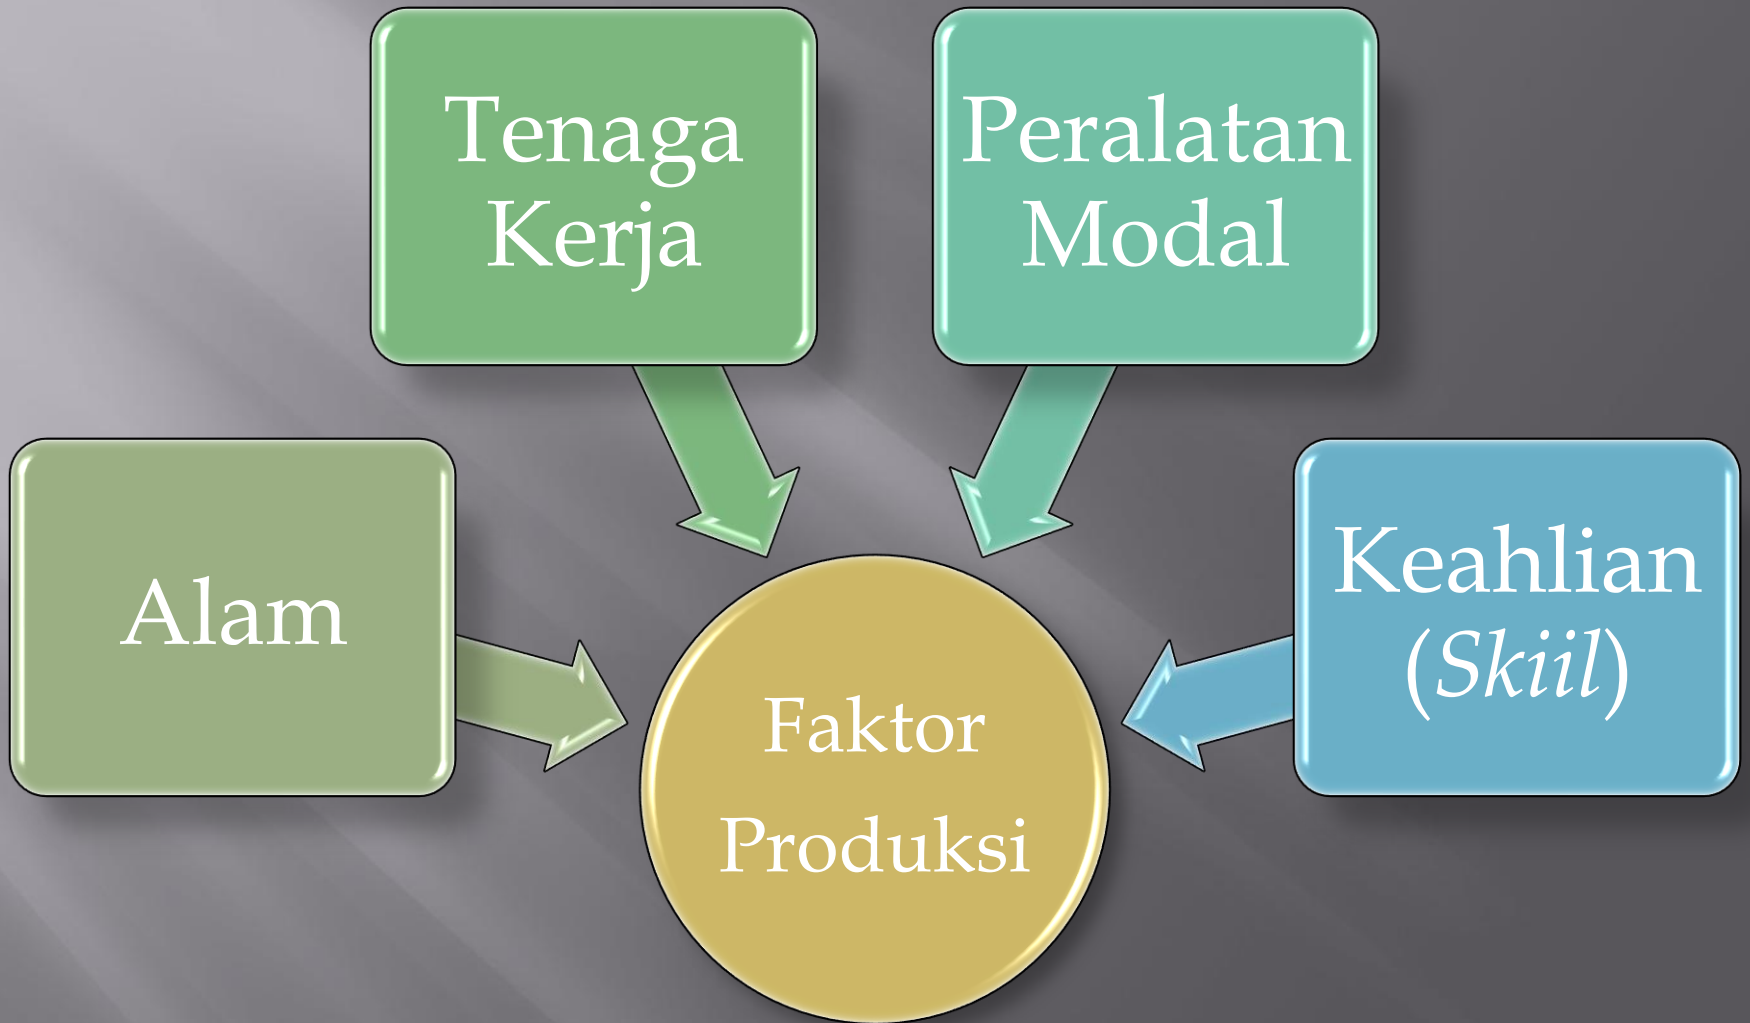 Tenaga
Kerja
Peralatan
Modal
Alam
Keahlian
(Skiil)
Faktor
Produksi